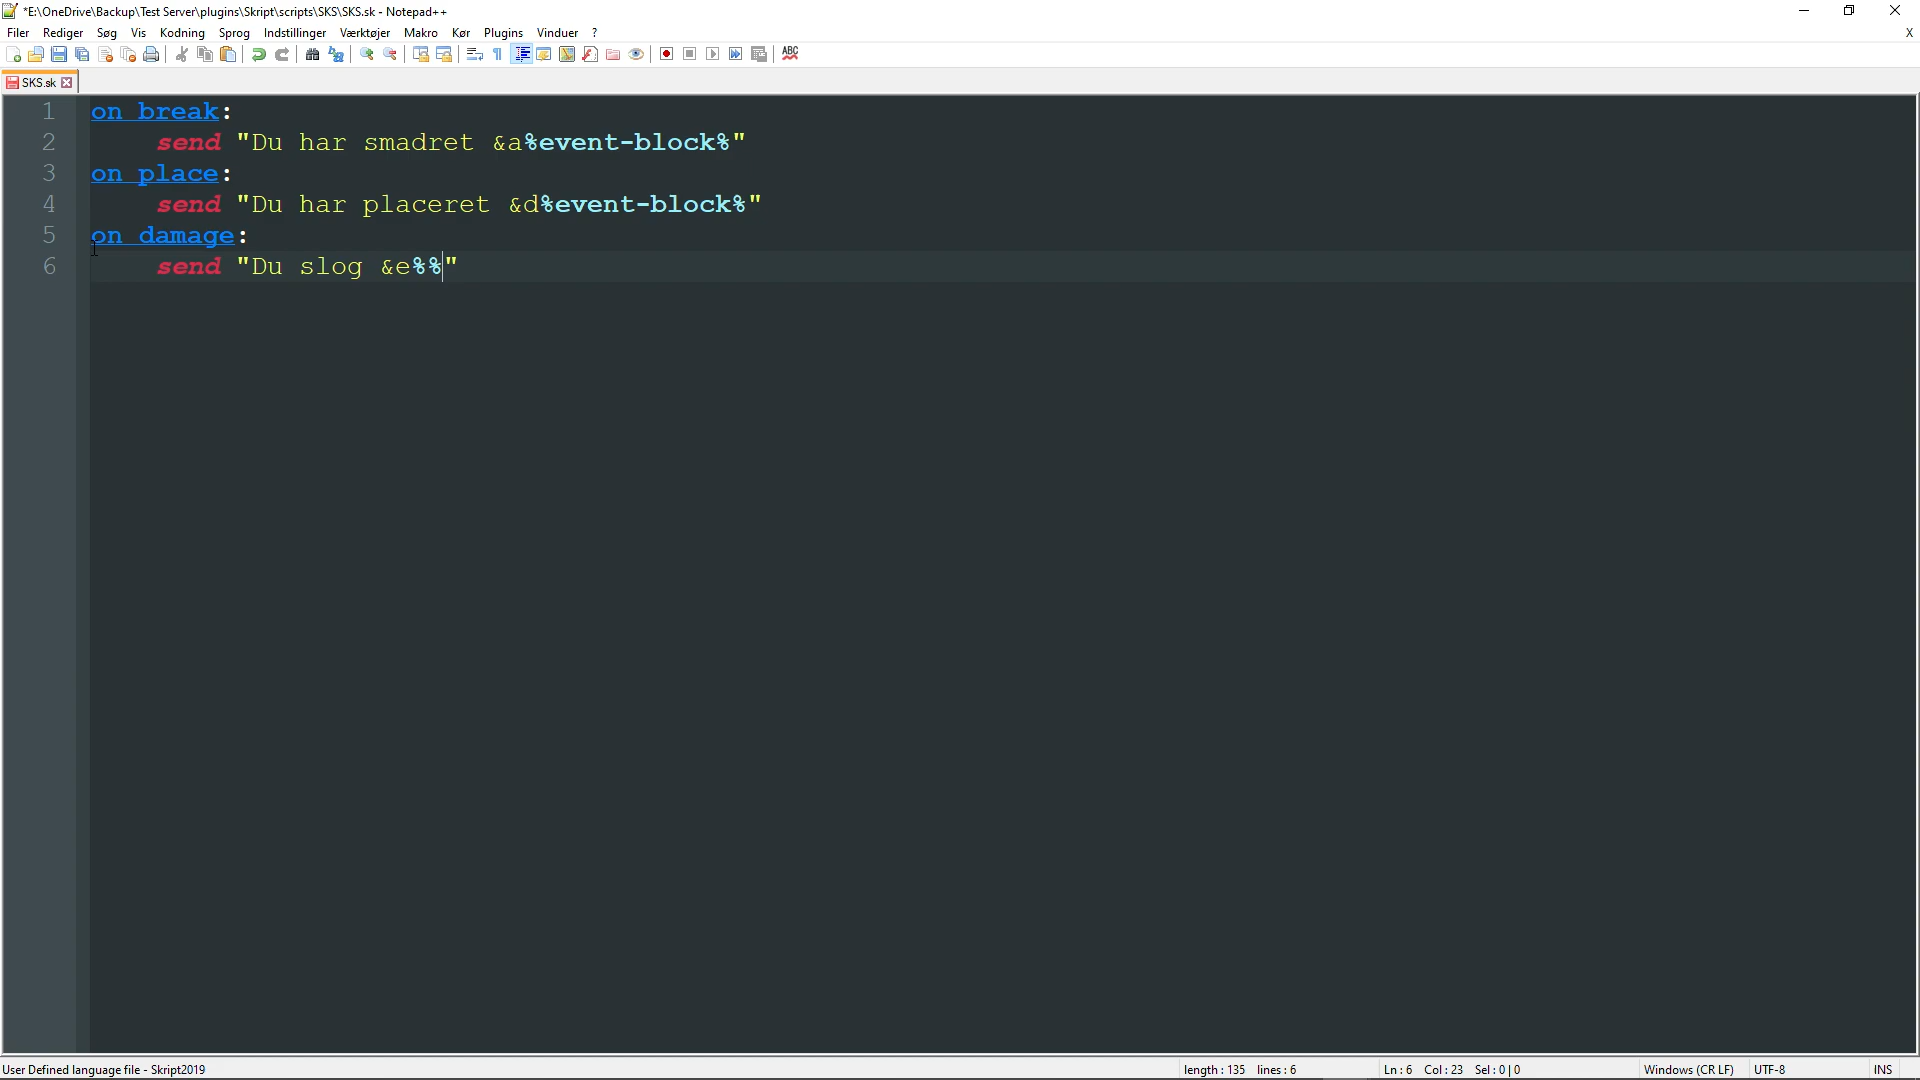 *E:\OneDrive\Backup\Test Server\plugins\Skript\scripts\SKS\SKS.sk - Notepad++
Filer Rediger Søg Vis Kodning Sprog Indstillinger Værktøjer Makro Kør Plugins Vinduer ? X
ABC
SKS.sk
1 on break:
2 send "Du har smadret &a%event-block%"
3 on place:
4 send "Du har placeret &d%event-block%"
5 on damage:
6 send "Du slog &e%%"
User Defined language file - Skript2019 length : 135 lines : 6 Ln : 6 Col : 23 Sel : 0 | 0 Windows (CR LF) UTF-8 INS